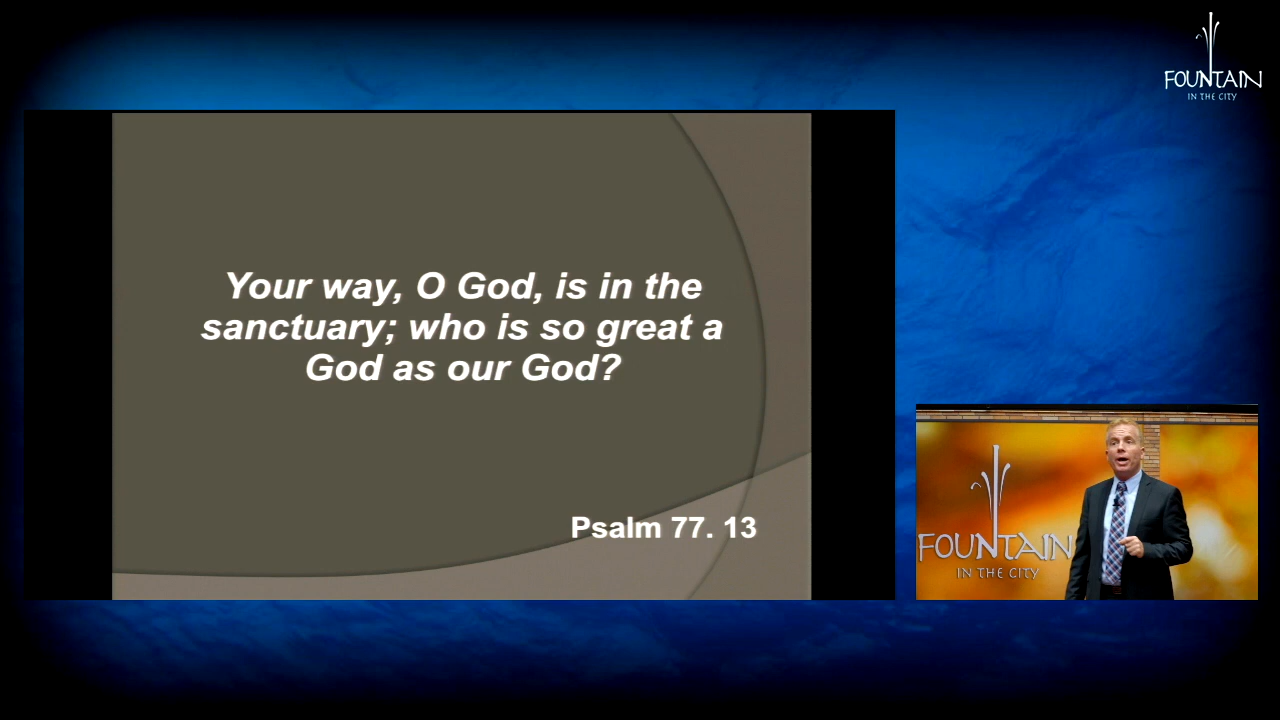 FOUNTAIN
IN THE CITY
Your way, O God, is in the
sanctuary; who is so great a
God as our God?
Psalm 77. 13
FOUNTAIN
IN THE CITY